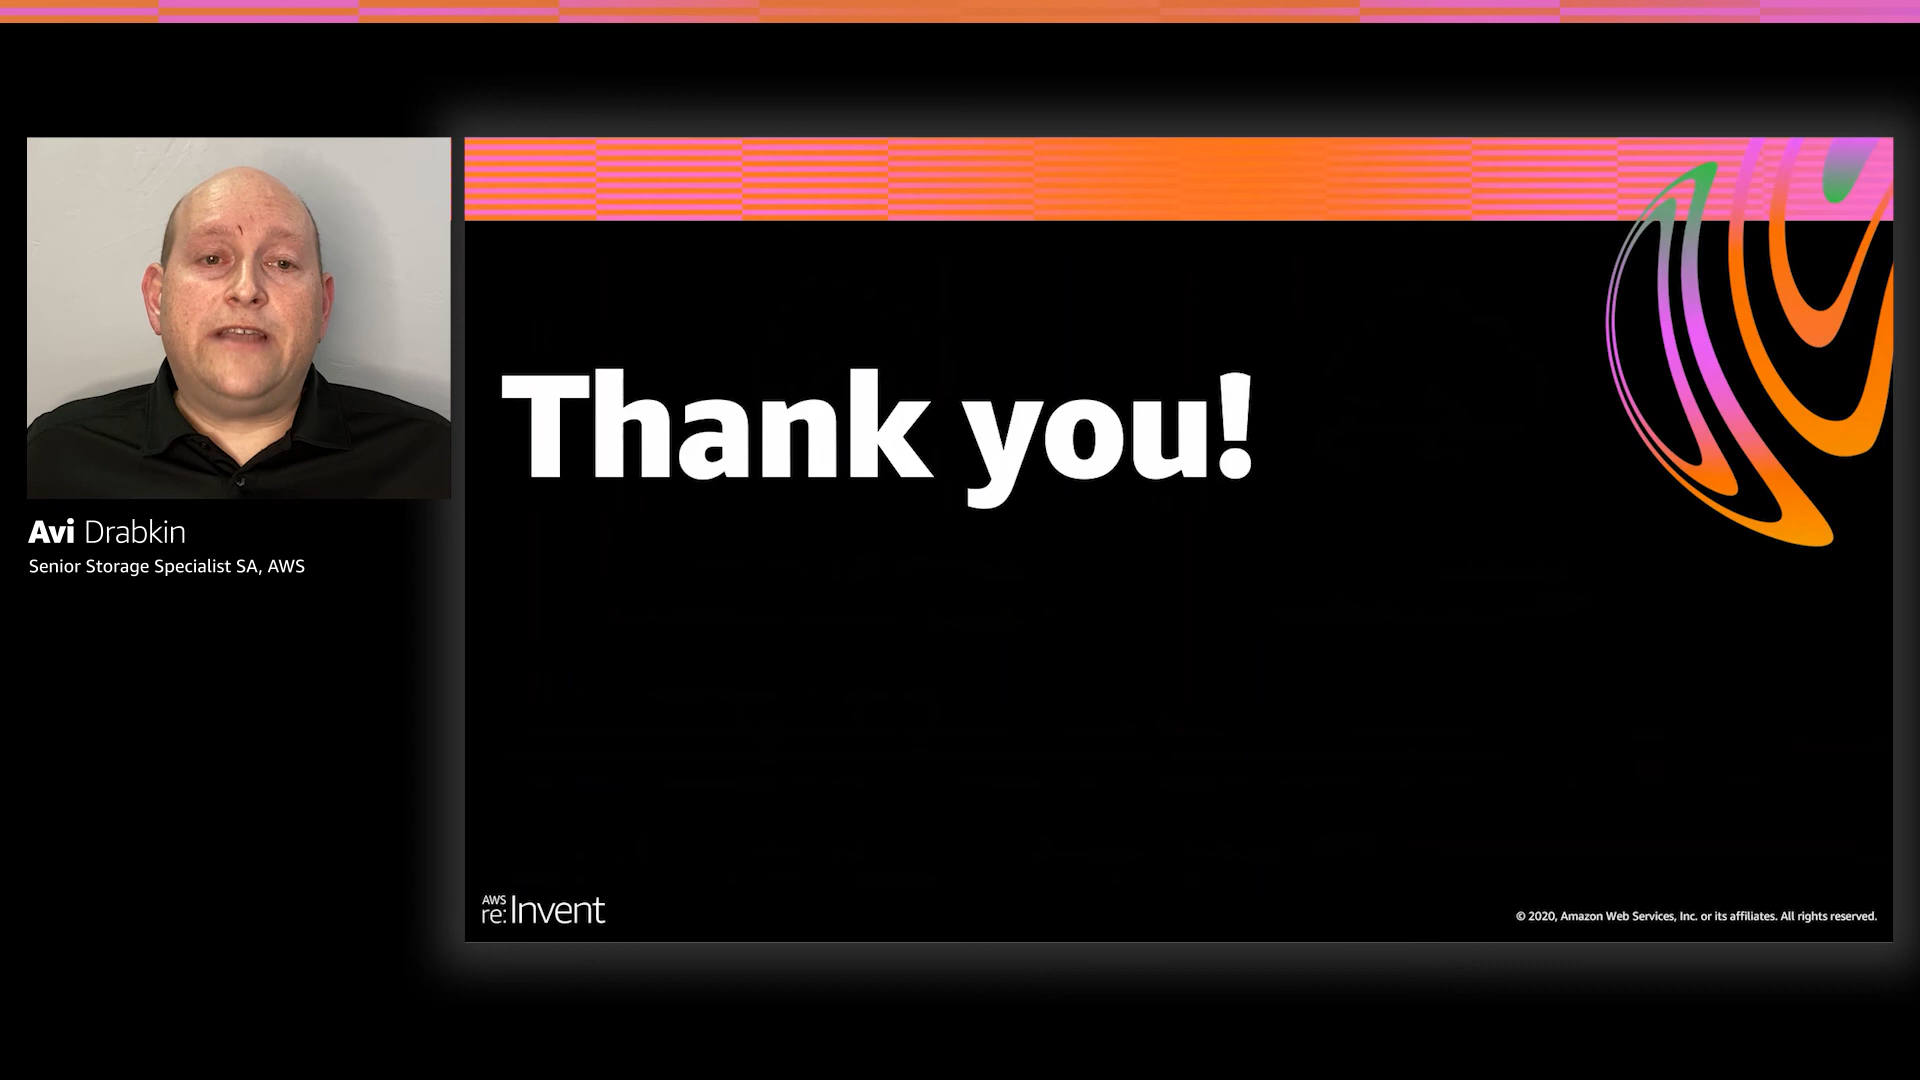 Thank you!
Avi Drabkin
Senior Storage Specialist SA, AWS
AWS
re:Invent
© 2020, Amazon Web Services, Inc. or its affiliates. All rights reserved.